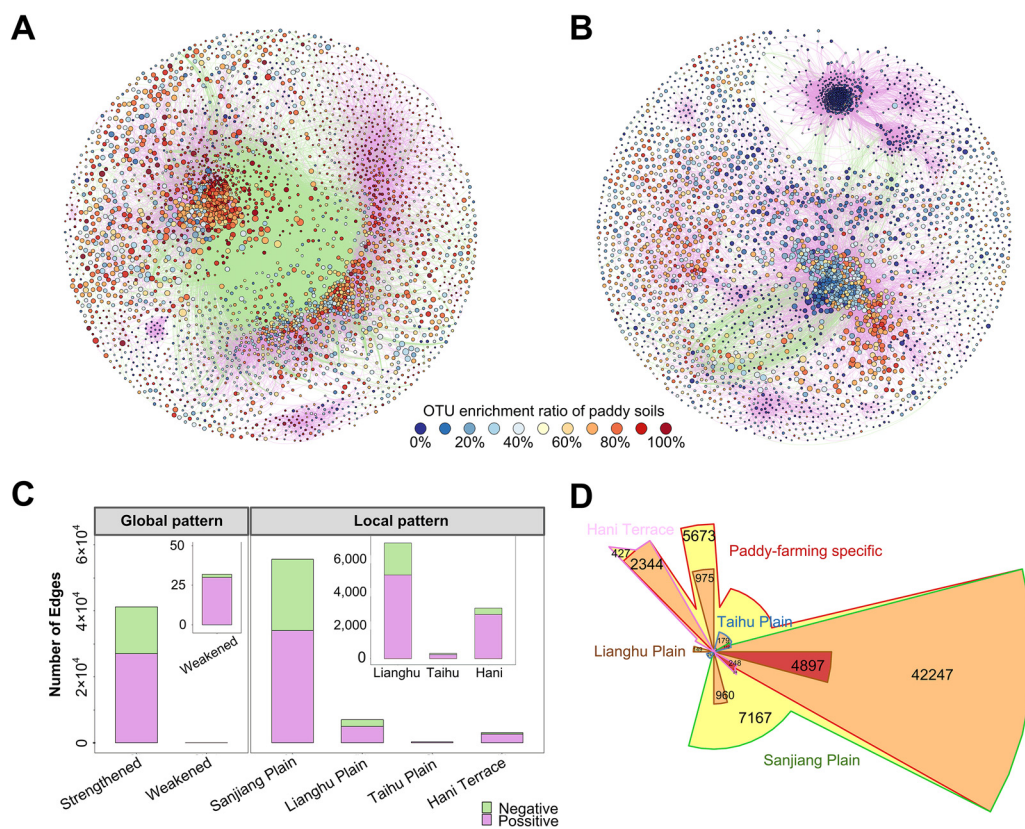 A
B
OTU enrichment ratio of paddy soils
0% 20% 40% 60% 80% 100%
C
Global pattern
Local pattern
Number of Edges
6×10⁴
4×10⁴
2×10⁴
0
50
25
0
Weakened
6,000
4,000
2,000
0
Lianghu Taihu Hani
Strengthened
Weakened
Sanjiang Plain
Lianghu Plain
Taihu Plain
Hani Terrace
Negative
Possitive
D
Hani Terrace
5673
427
2344
Paddy-farming specific
975
Taihu Plain
179
Lianghu Plain
248
4897
42247
960
7167
Sanjiang Plain